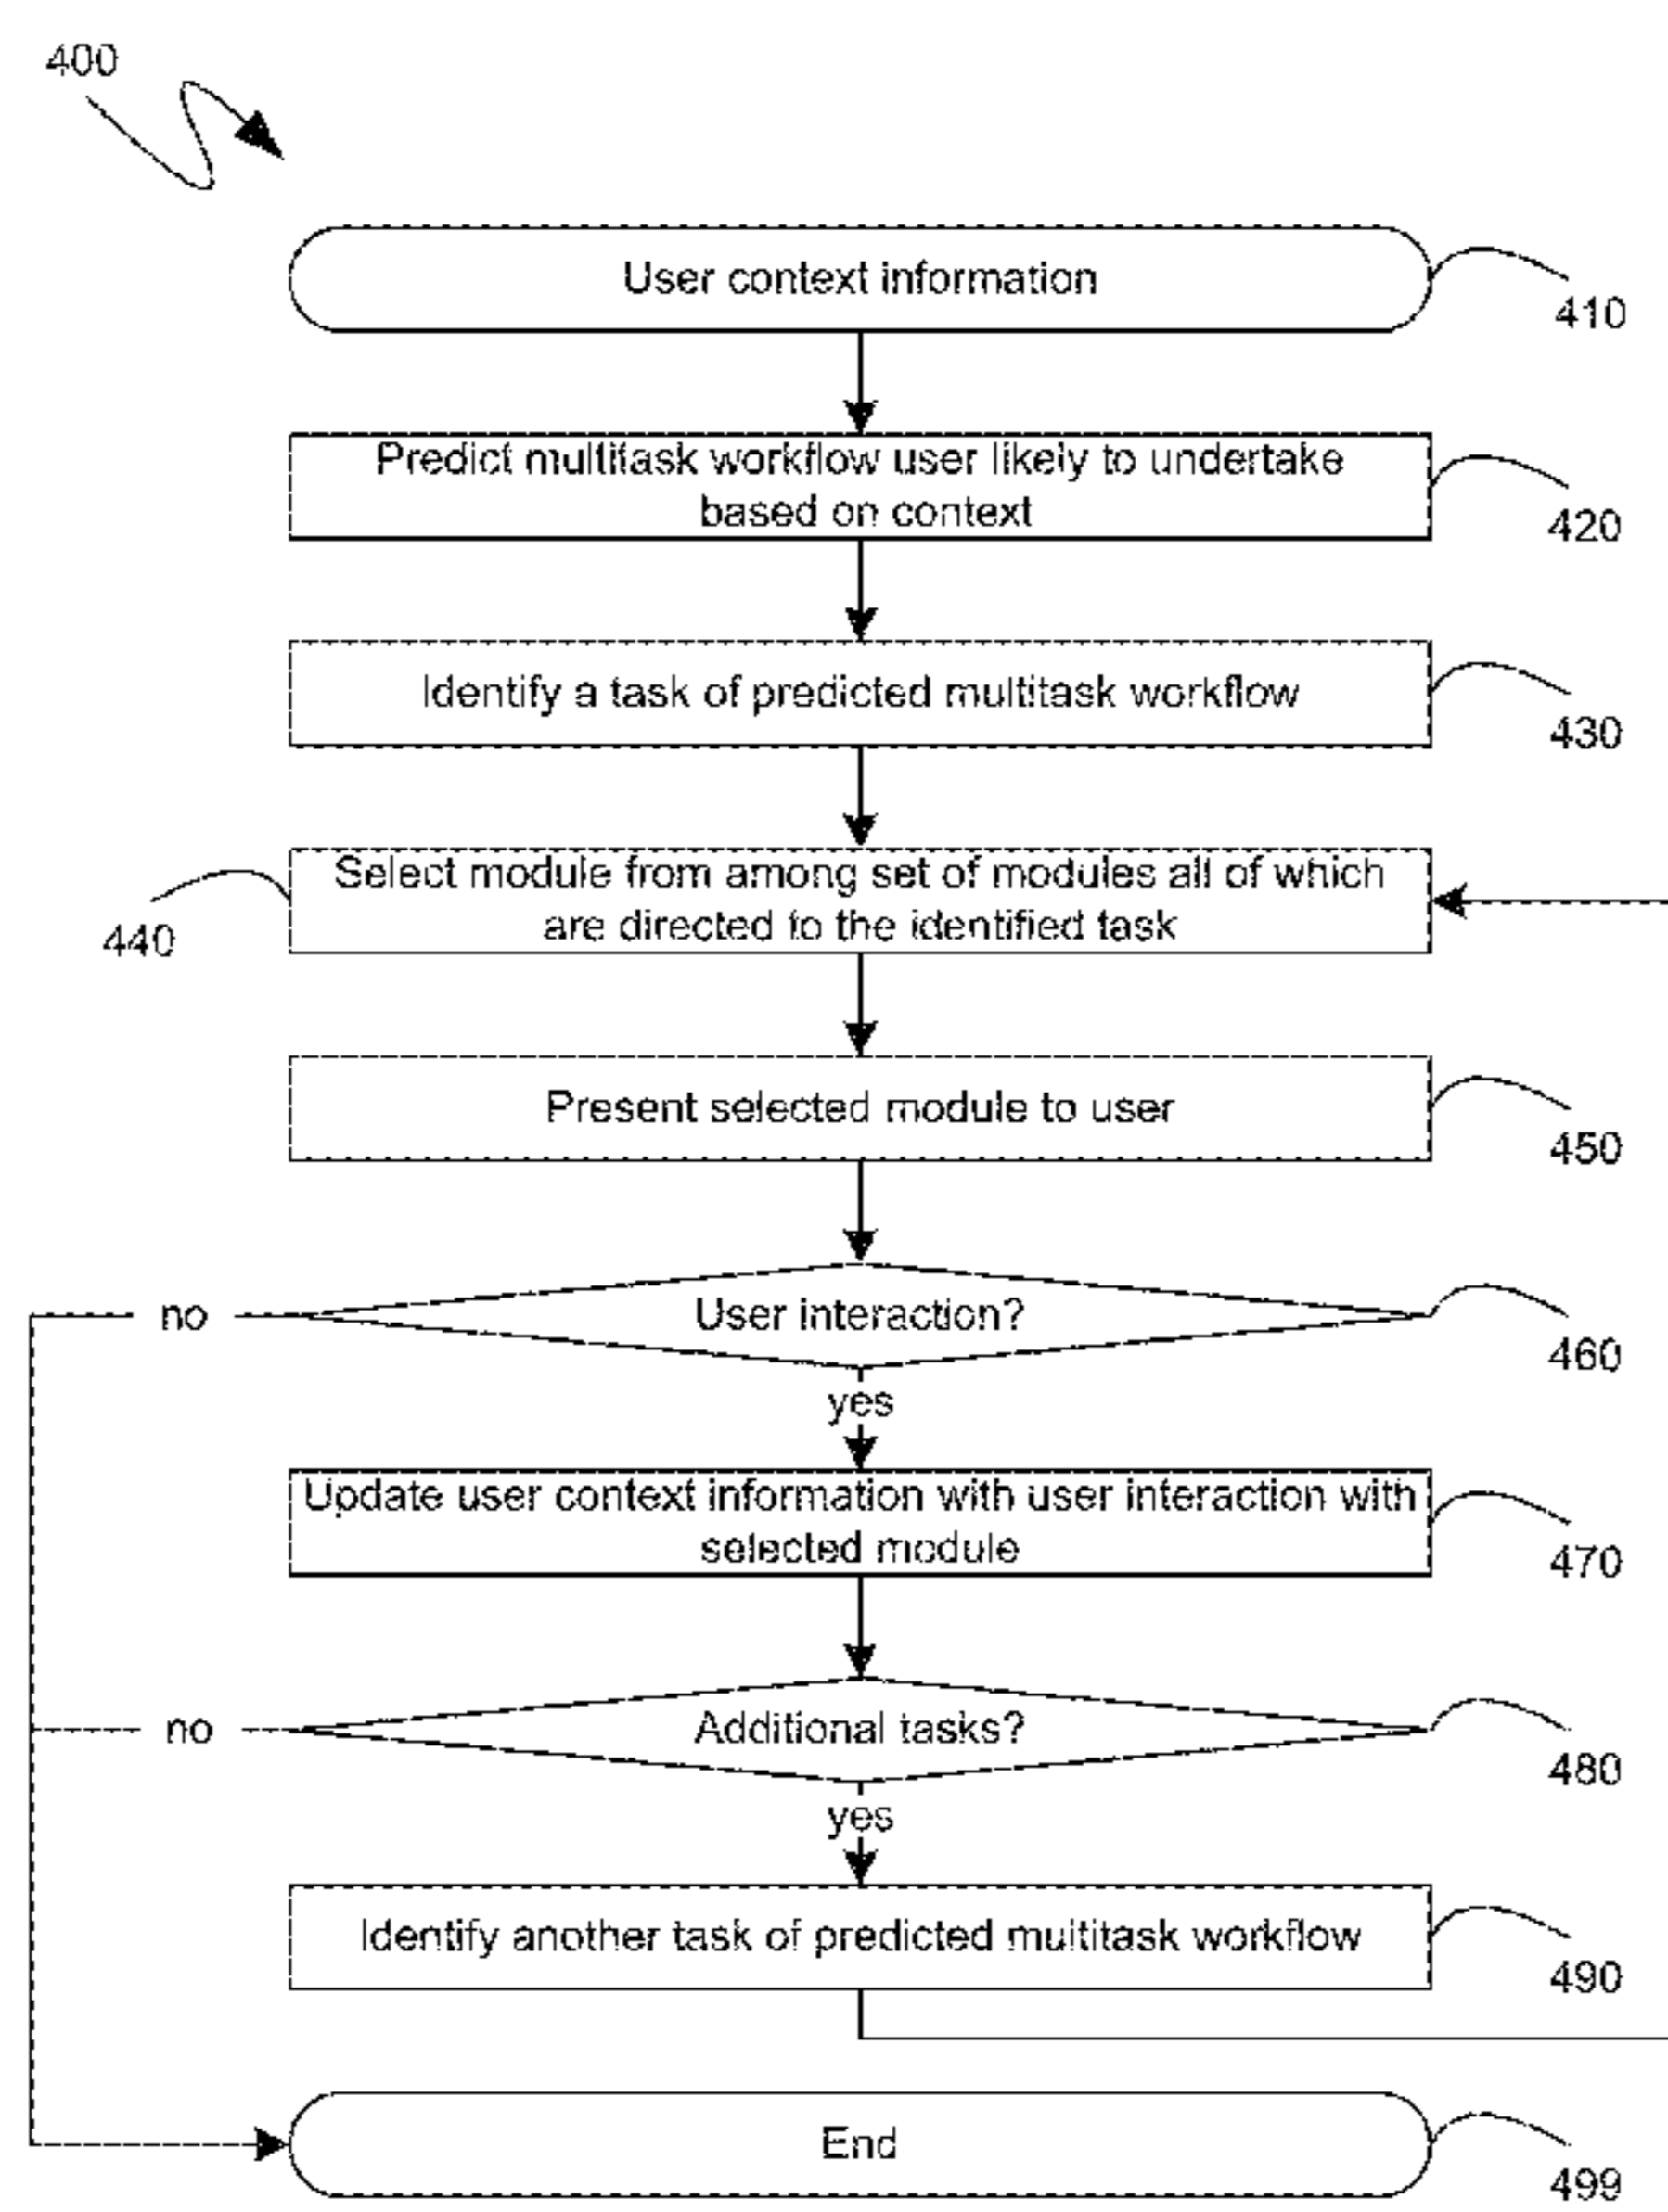 400
User context information
410
Predict multitask workflow user likely to undertake
based on context
420
Identify a task of predicted multitask workflow
430
Select module from among set of modules all of which
are directed to the identified task
440
Present selected module to user
450
User interaction?
no
460
yes
Update user context information with user interaction with
selected module
470
Additional tasks?
no
480
yes
Identify another task of predicted multitask workflow
490
End
499